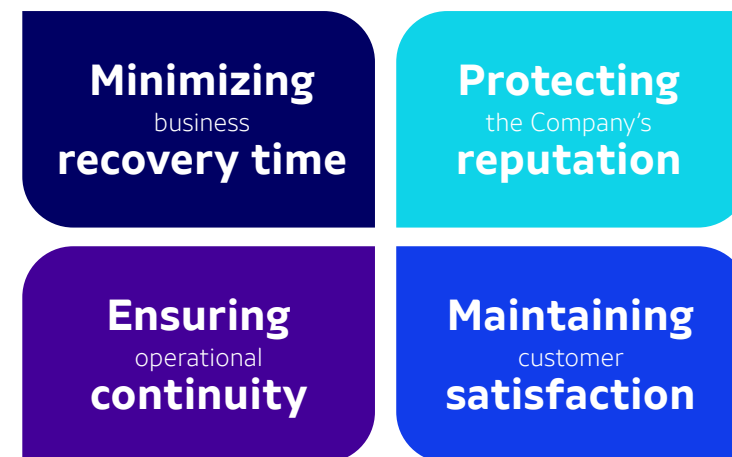 Minimizing
business
recovery time
Protecting
the Company's
reputation
Ensuring
operational
continuity
Maintaining
customer
satisfaction